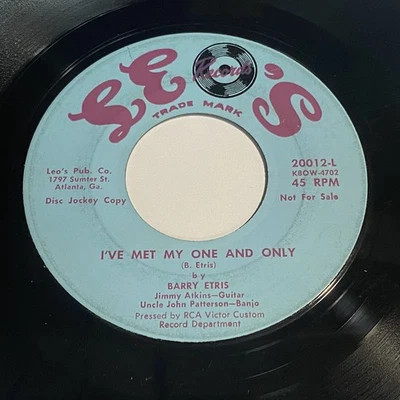 LEO'S
Records
TRADE MARK
Leo's Pub. Co.
1797 Sumter St.
Atlanta, Ga.
Disc Jockey Copy
20012-L
K8OW-4702
45 RPM
Not For Sale
I'VE MET MY ONE AND ONLY
(B. Etris)
by
BARRY ETRIS
Jimmy Atkins—Guitar
Uncle John Patterson—Banjo
Pressed by RCA Victor Custom
Record Department